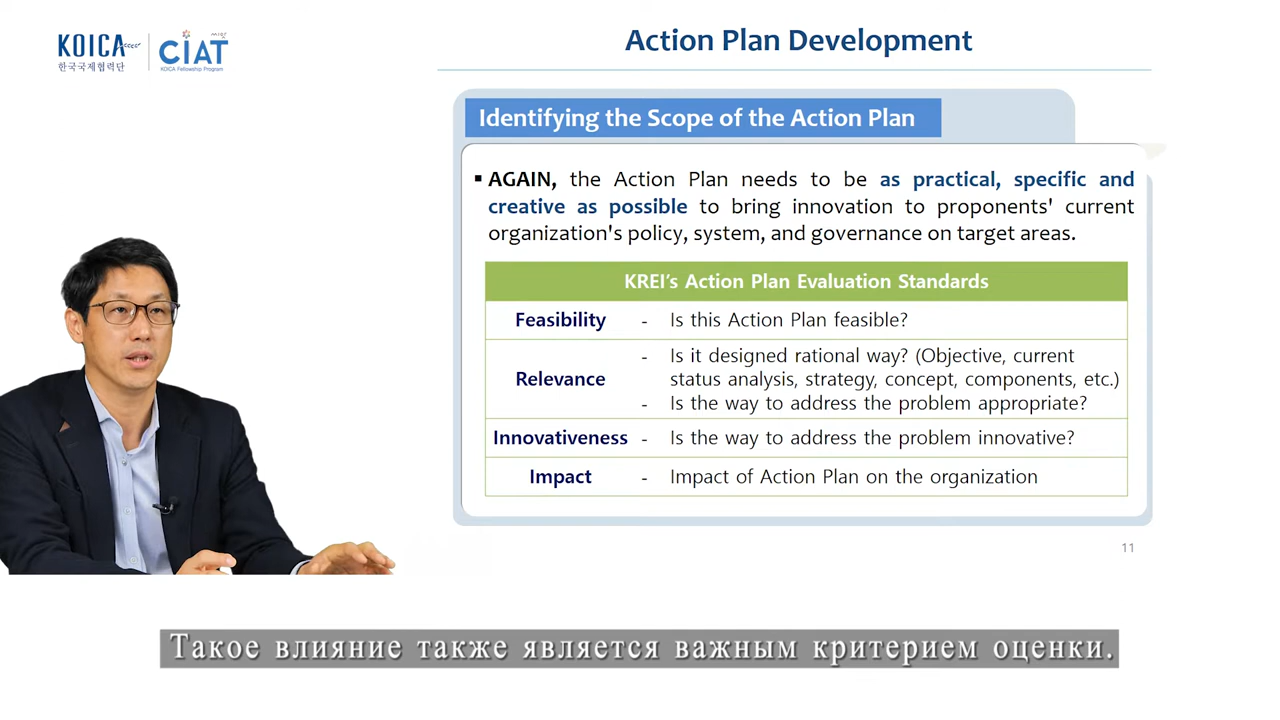 KOICA
한국국제협력단
CIAT
KOICA Fellowship Program
Action Plan Development
Identifying the Scope of the Action Plan
▪ AGAIN, the Action Plan needs to be as practical, specific and
creative as possible to bring innovation to proponents' current
organization's policy, system, and governance on target areas.
KREI's Action Plan Evaluation Standards
Feasibility - Is this Action Plan feasible?
Relevance - Is it designed rational way? (Objective, current
status analysis, strategy, concept, components, etc.)
- Is the way to address the problem appropriate?
Innovativeness - Is the way to address the problem innovative?
Impact - Impact of Action Plan on the organization
11
Такое влияние также является важным критерием оценки.